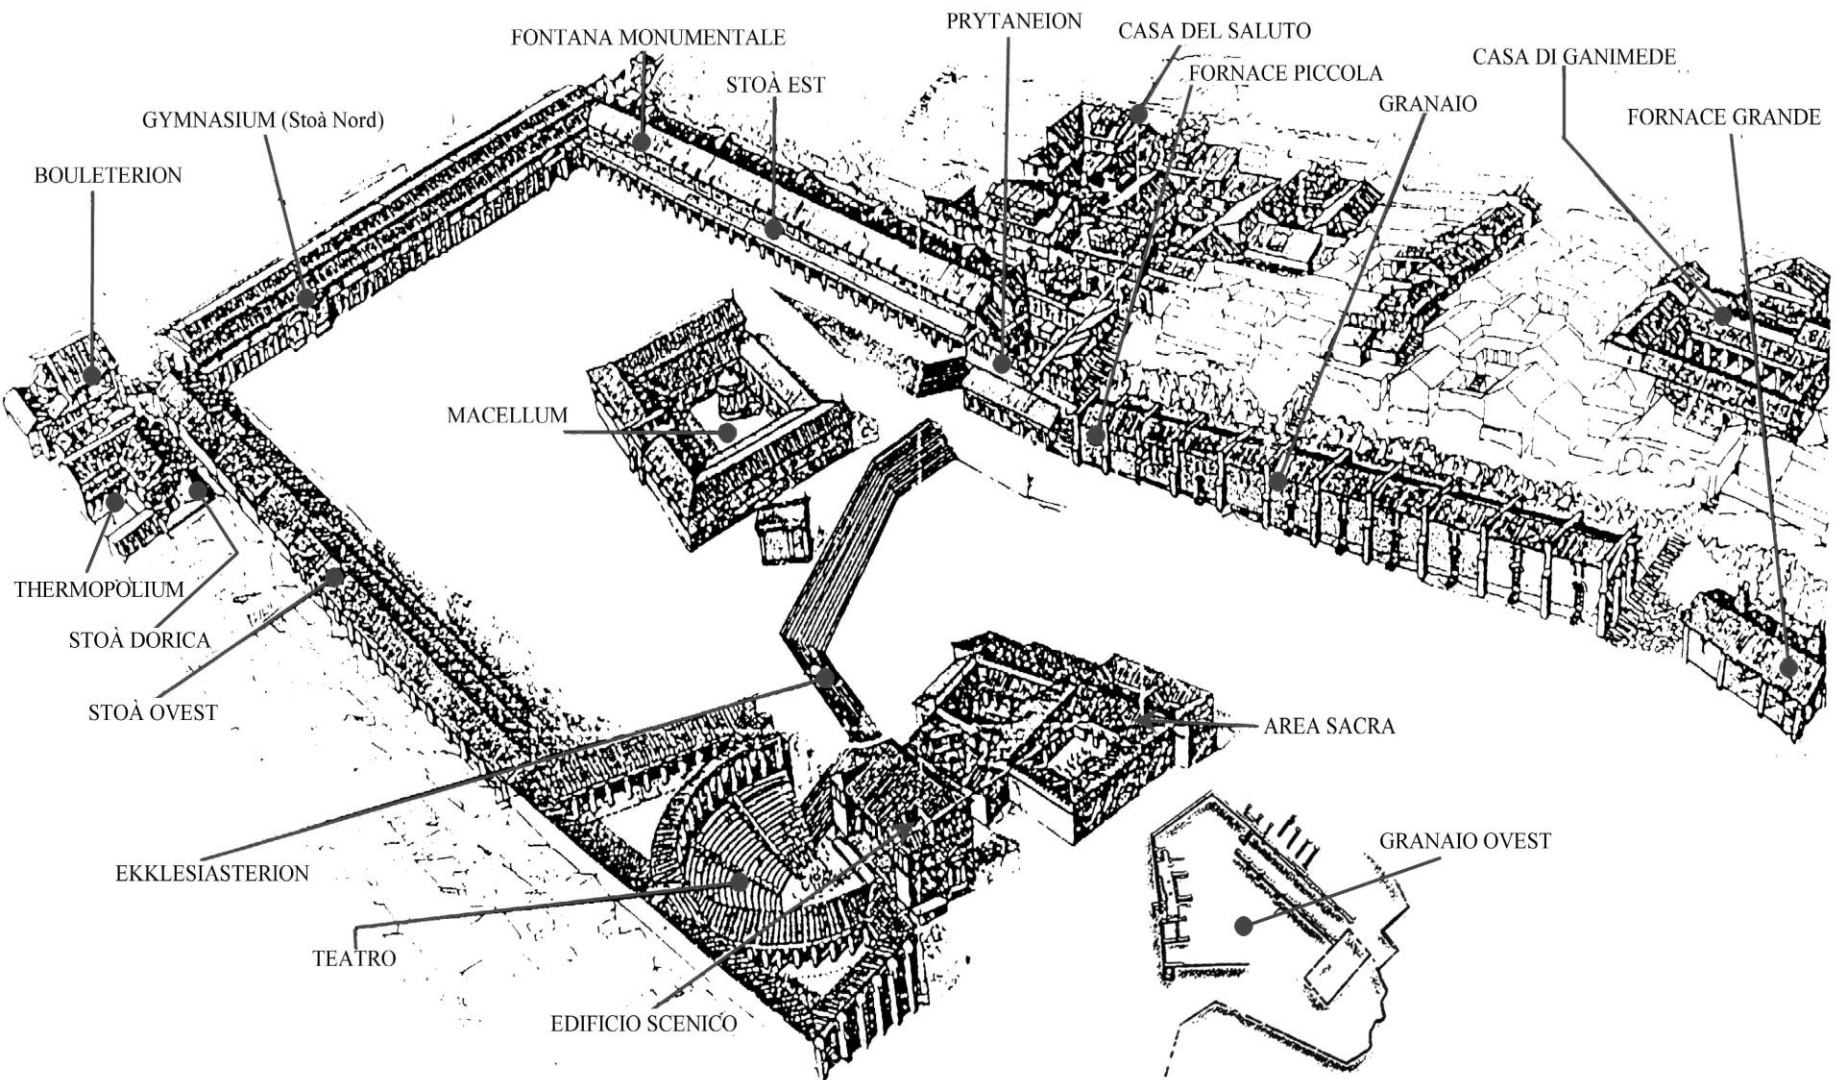 PRYTANEION
CASA DEL SALUTO
FONTANA MONUMENTALE
CASA DI GANIMEDE
FORNACE PICCOLA
STOÀ EST
GRANAIO
FORNACE GRANDE
GYMNASIUM (Stoà Nord)
BOULETERION
MACELLUM
THERMOPOLIUM
STOÀ DORICA
STOÀ OVEST
AREA SACRA
GRANAIO OVEST
EKKLESIASTERION
TEATRO
EDIFICIO SCENICO